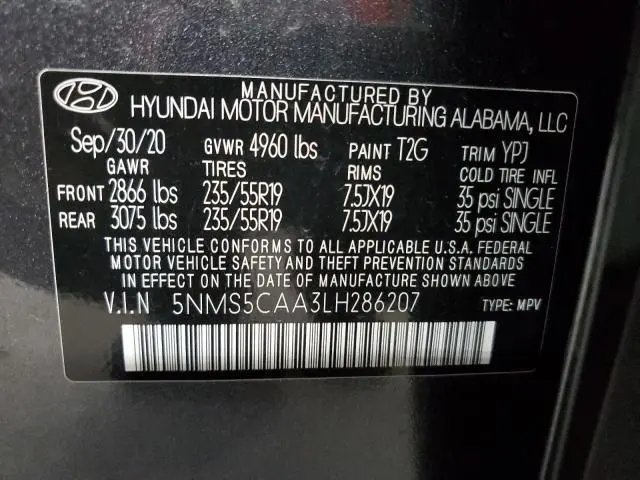 MANUFACTURED BY
HYUNDAI MOTOR MANUFACTURING ALABAMA, LLC
Sep/30/20 GVWR 4960 lbs PAINT T2G TRIM YPJ
GAWR TIRES RIMS COLD TIRE INFL
FRONT 2866 lbs 235/55R19 7.5JX19 35 psi SINGLE
REAR 3075 lbs 235/55R19 7.5JX19 35 psi SINGLE
THIS VEHICLE CONFORMS TO ALL APPLICABLE U.S.A. FEDERAL
MOTOR VEHICLE SAFETY AND THEFT PREVENTION STANDARDS
IN EFFECT ON THE DATE OF MANUFACTURE SHOWN ABOVE.
V.I.N 5NMS5CAA3LH286207 TYPE: MPV